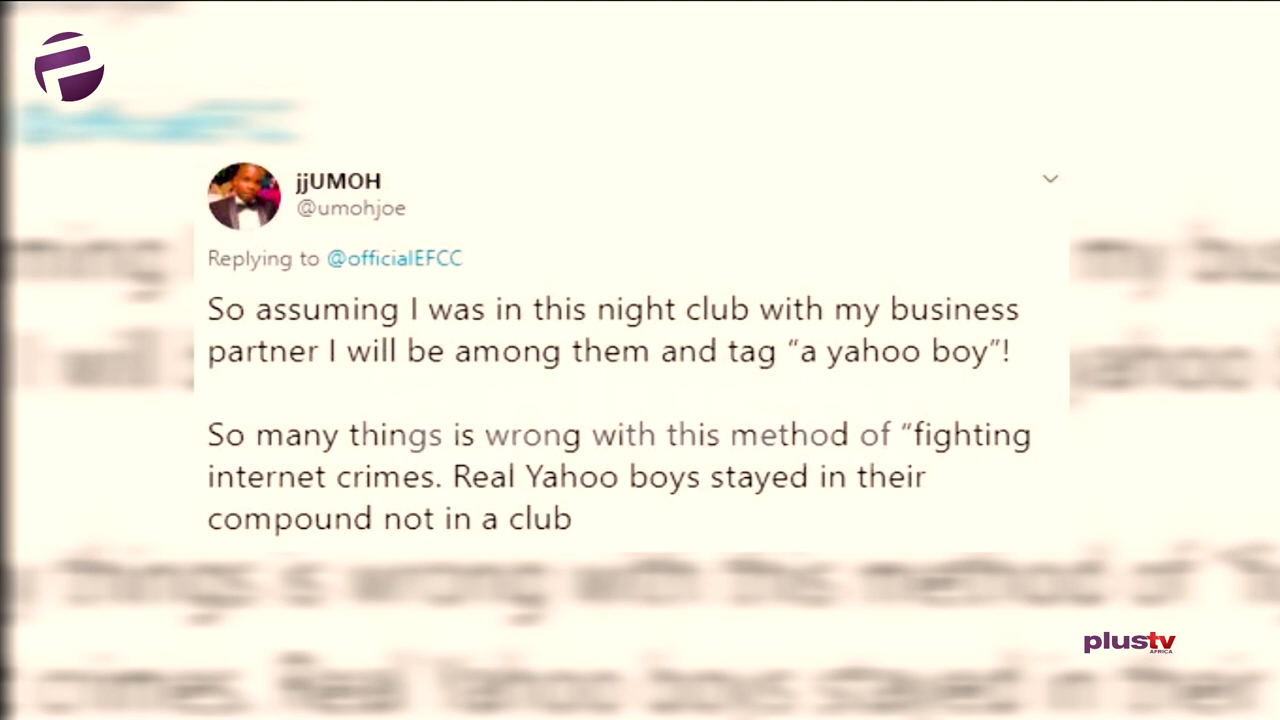 jjUMOH
@umohjoe
Replying to @officialEFCC
So assuming I was in this night club with my business
partner I will be among them and tag “a yahoo boy”!
So many things is wrong with this method of “fighting
internet crimes. Real Yahoo boys stayed in their
compound not in a club
plustv
AFRICA